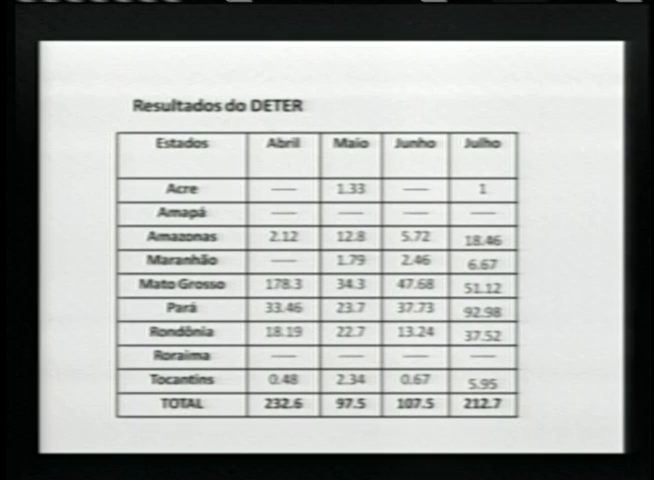 Resultados do DETER
Estados Abril Maio Junho Julho
Acre — 1.33 — 1
Amapá — — — —
Amazonas 2.12 12.8 5.72 18.46
Maranhão — 1.79 2.46 6.67
Mato Grosso 178.3 34.3 47.68 51.12
Pará 33.46 23.7 37.73 92.98
Rondônia 18.19 22.7 13.24 37.52
Roraima — — — —
Tocantins 0.48 2.34 0.67 5.95
TOTAL 232.6 97.5 107.5 212.7